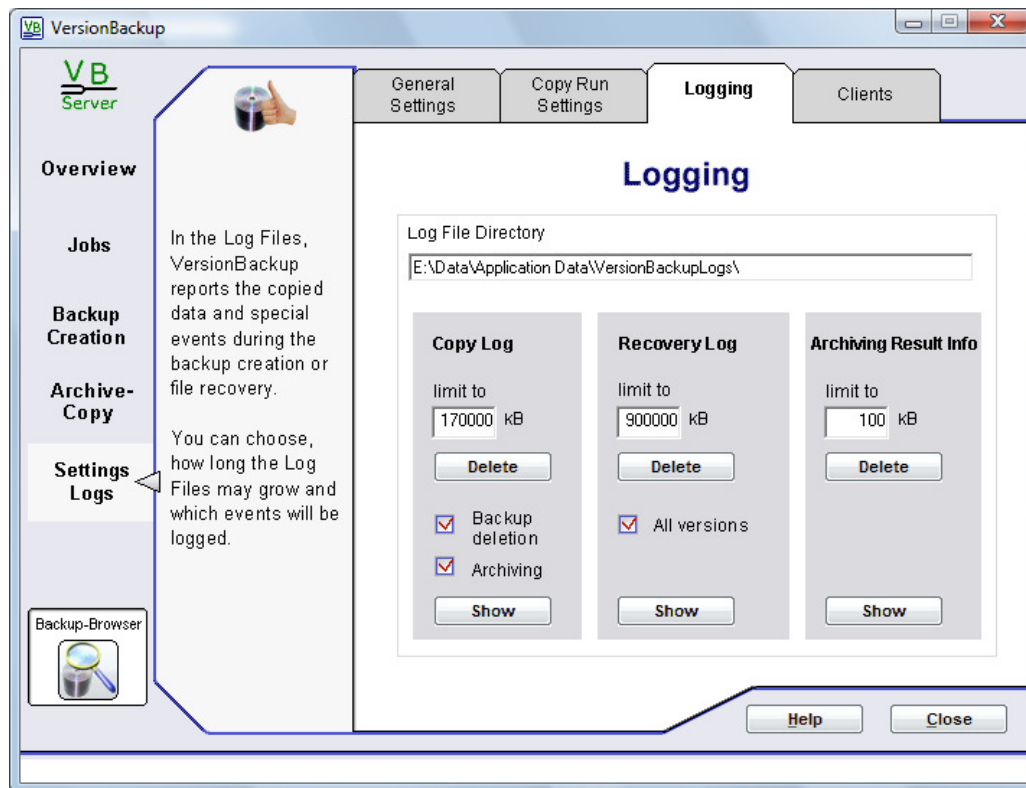 VB VersionBackup
VB
Server
Overview
Jobs
Backup
Creation
Archive-
Copy
Settings
Logs
Backup-Browser
In the Log Files,
VersionBackup
reports the copied
data and special
events during the
backup creation or
file recovery.
You can choose,
how long the Log
Files may grow and
which events will be
logged.
General
Settings
Copy Run
Settings
Logging
Clients
Logging
Log File Directory
E:\Data\Application Data\VersionBackupLogs\
Copy Log
limit to
170000 kB
Delete
Backup
deletion
Archiving
Show
Recovery Log
limit to
900000 kB
Delete
All versions
Show
Archiving Result Info
limit to
100 kB
Delete
Show
Help
Close